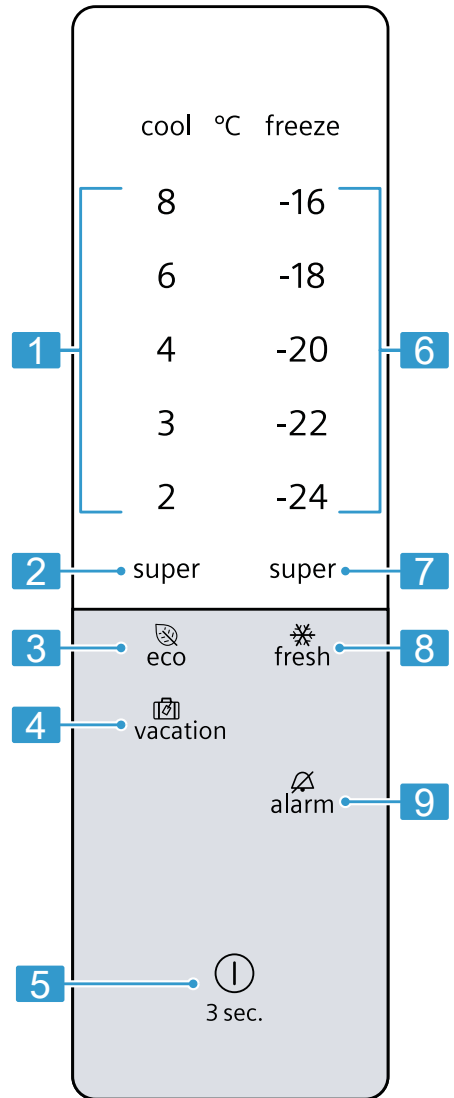 cool °C freeze
8 -16
6 -18
1 4 -20 6
3 -22
2 -24
2 super super 7
3 eco fresh 8
4 vacation
alarm 9
5
3 sec.